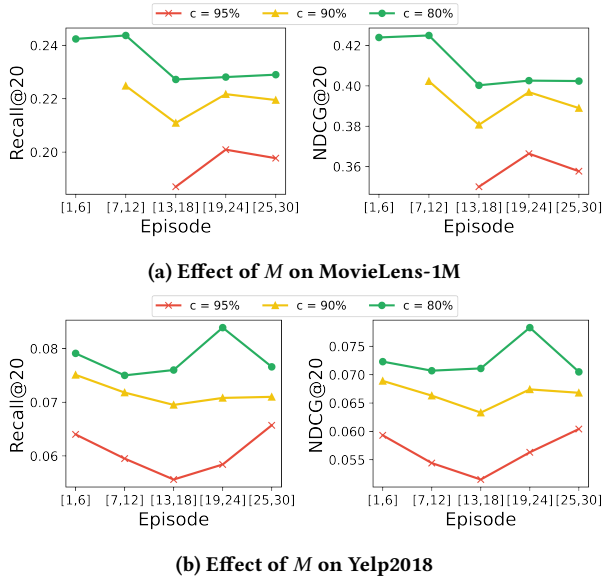 c = 95% c = 90% c = 80%
Recall@20
0.24
0.22
0.20
[1,6] [7,12] [13,18] [19,24] [25,30]
Episode
NDCG@20
0.42
0.40
0.38
0.36
[1,6] [7,12] [13,18] [19,24] [25,30]
Episode
(a) Effect of M on MovieLens-1M
c = 95% c = 90% c = 80%
Recall@20
0.08
0.07
0.06
[1,6] [7,12] [13,18] [19,24] [25,30]
Episode
NDCG@20
0.075
0.070
0.065
0.060
0.055
[1,6] [7,12] [13,18] [19,24] [25,30]
Episode
(b) Effect of M on Yelp2018